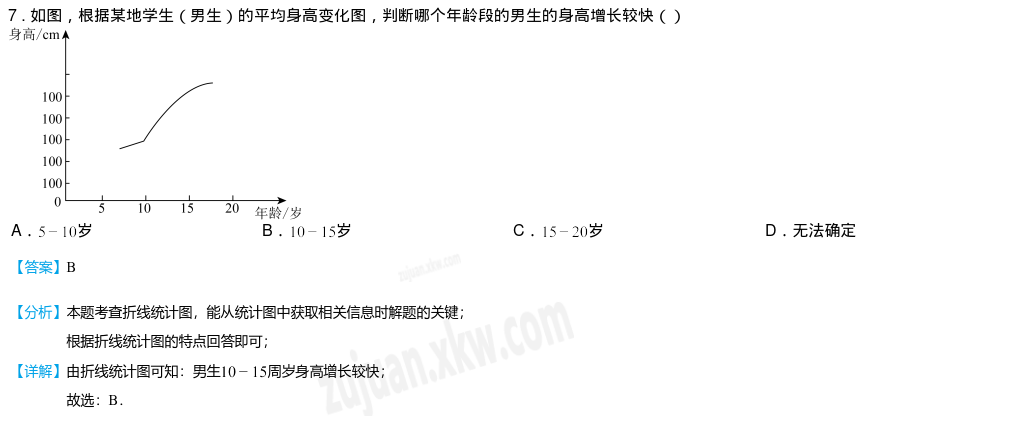 7．如图，根据某地学生（男生）的平均身高变化图，判断哪个年龄段的男生的身高增长较快（ ）
身高/cm
100
100
100
100
100
0
5 10 15 20 年龄/岁
A．5－10岁 B．10－15岁 C．15－20岁 D．无法确定
【答案】B
【分析】本题考查折线统计图，能从统计图中获取相关信息时解题的关键；
根据折线统计图的特点回答即可；
【详解】由折线统计图可知：男生10－15周岁身高增长较快；
故选：B．
zujuan.xkw.com
zujuan.xkw.com